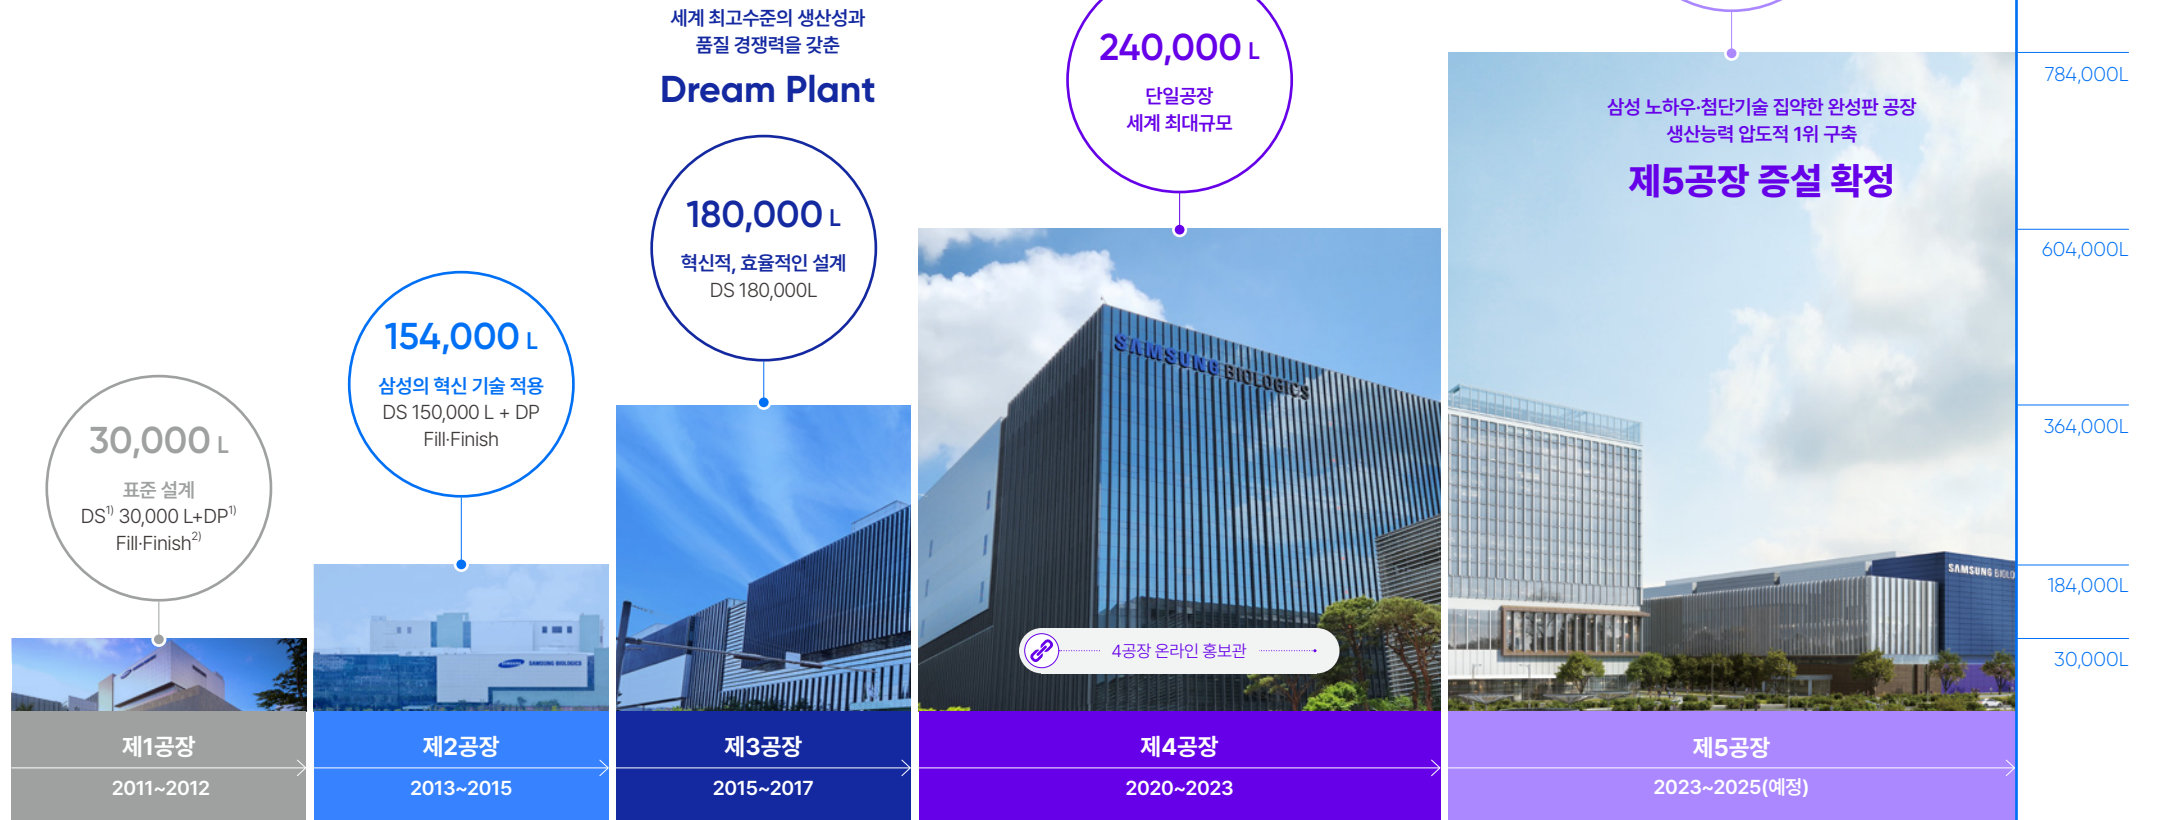 세계 최고수준의 생산성과
품질 경쟁력을 갖춘
Dream Plant
240,000 L
단일공장
세계 최대규모
삼성 노하우·첨단기술 집약한 완성판 공장
생산능력 압도적 1위 구축
제5공장 증설 확정
180,000 L
혁신적, 효율적인 설계
DS 180,000L
154,000 L
삼성의 혁신 기술 적용
DS 150,000 L + DP
Fill·Finish
30,000 L
표준 설계
DS1) 30,000 L+DP1)
Fill·Finish2)
SAMSUNG BIOLOGICS
SAMSUNG BIOLO
SAMSUNG BIOLOGICS
4공장 온라인 홍보관
784,000L
604,000L
364,000L
184,000L
30,000L
제1공장
2011~2012
제2공장
2013~2015
제3공장
2015~2017
제4공장
2020~2023
제5공장
2023~2025(예정)